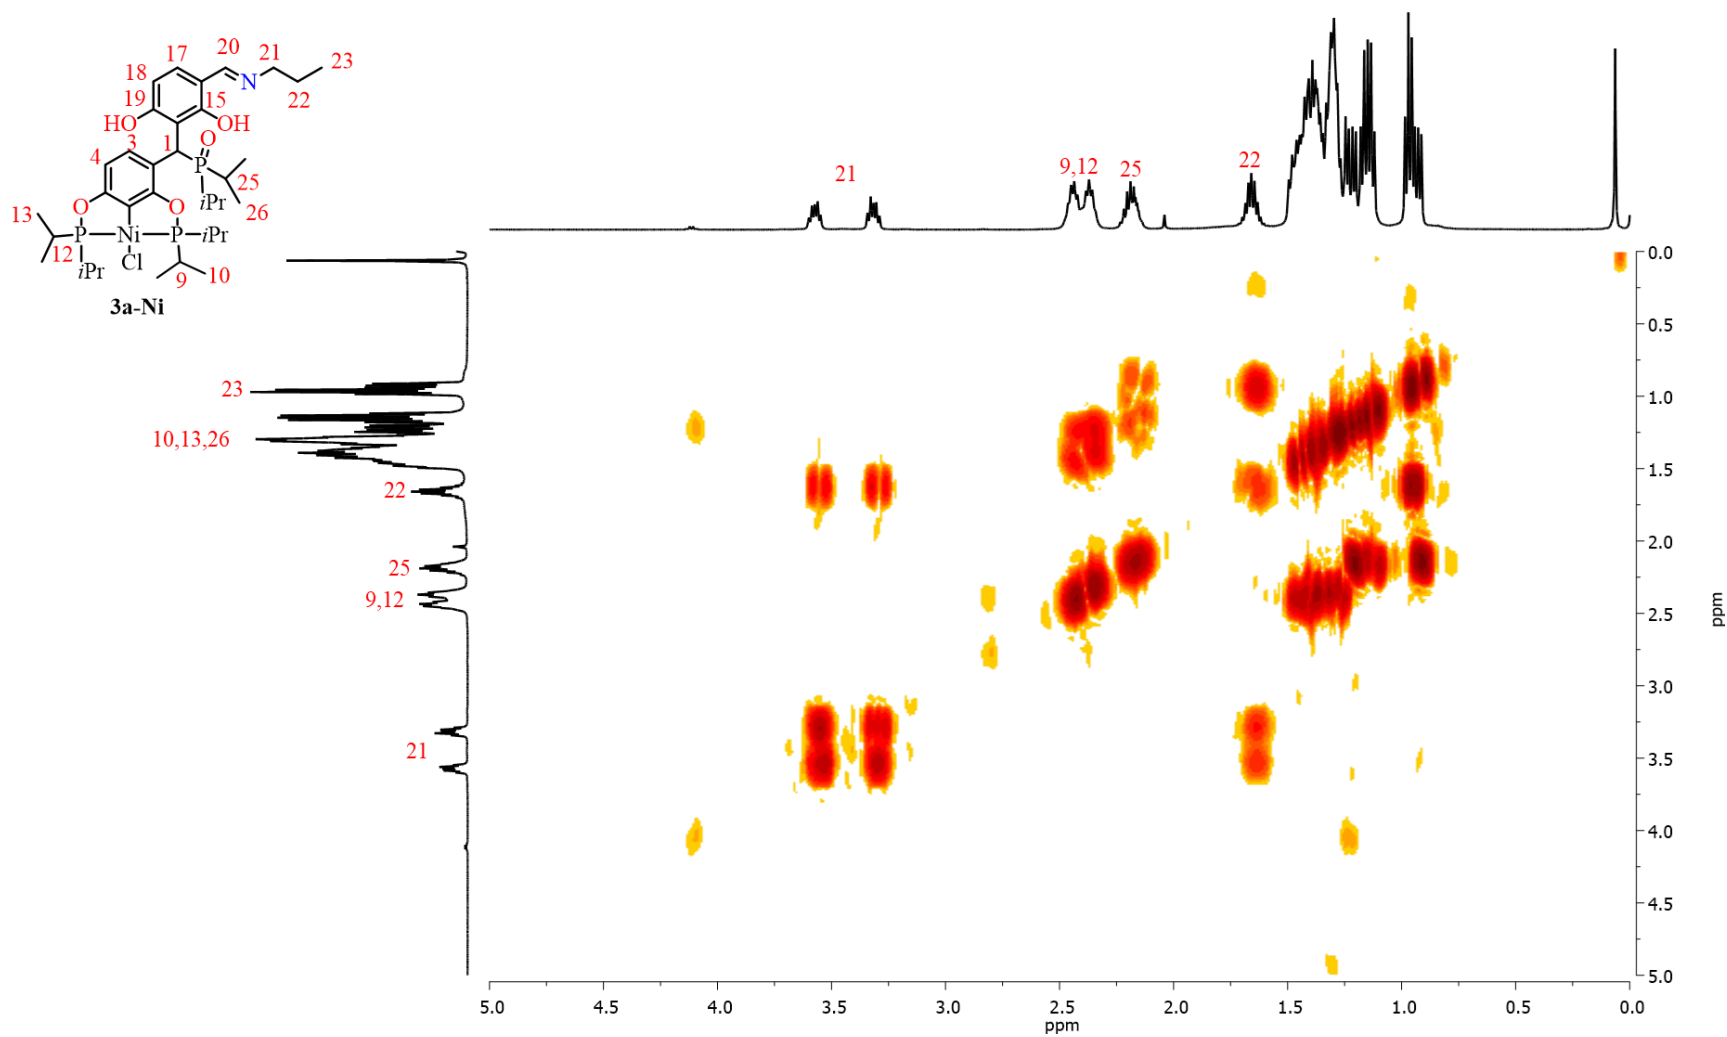 20
21
23
17
18
N
22
19
15
HO
OH
O
3
1
4
P
25
iPr
26
O
O
13
P
Ni
P
iPr
12
Cl
iPr
9
10
3a-Ni
21
9,12
25
22
23
10,13,26
22
25
9,12
21
0.0
0.5
1.0
1.5
2.0
2.5
3.0
3.5
4.0
4.5
5.0
ppm
5.0 4.5 4.0 3.5 3.0 2.5 2.0 1.5 1.0 0.5 0.0
ppm